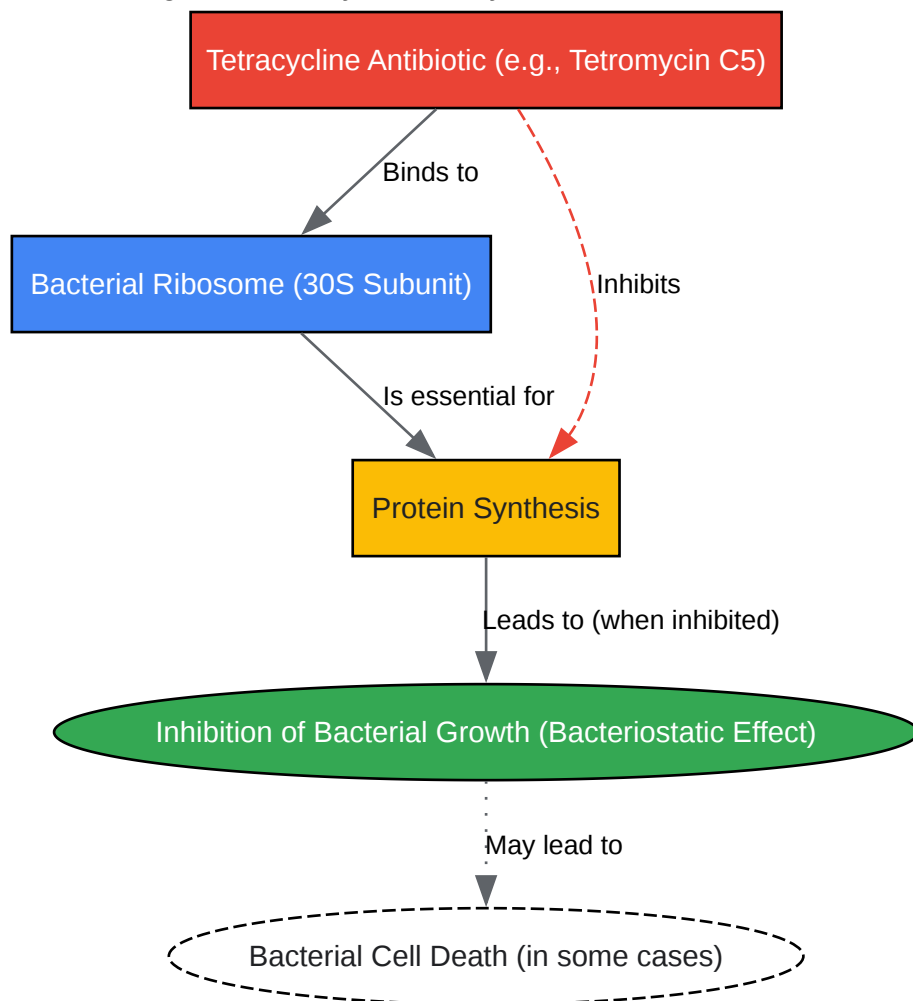 Tetracycline Antibiotic (e.g., Tetromycin C5)
Binds to
Bacterial Ribosome (30S Subunit)
Inhibits
Is essential for
Protein Synthesis
Leads to (when inhibited)
Inhibition of Bacterial Growth (Bacteriostatic Effect)
May lead to
Bacterial Cell Death (in some cases)